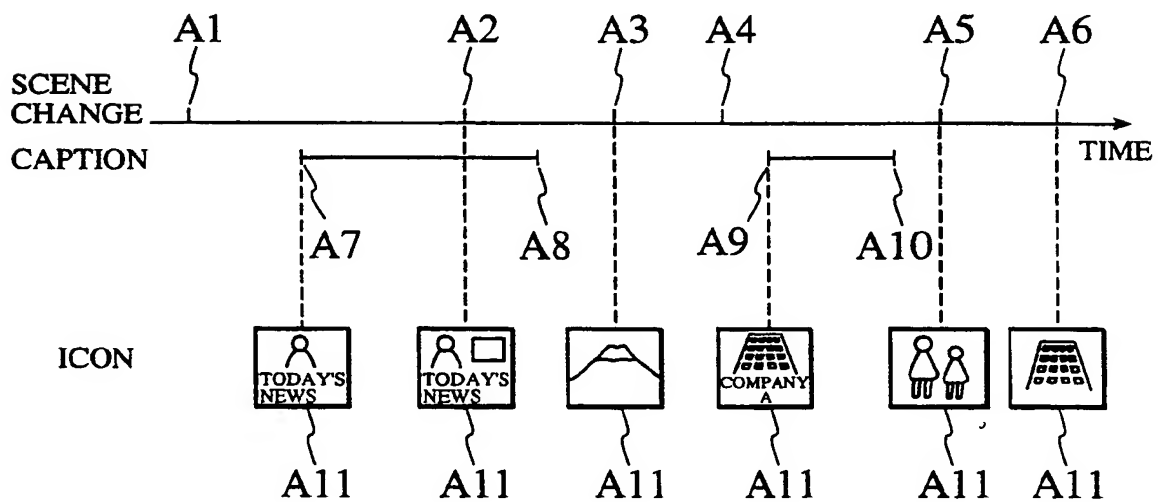 A1 A2 A3 A4 A5 A6
SCENE
CHANGE
TIME
CAPTION
A7 A8 A9 A10
ICON
TODAY'S
NEWS
TODAY'S
NEWS
COMPANY
A
A11 A11 A11 A11 A11 A11